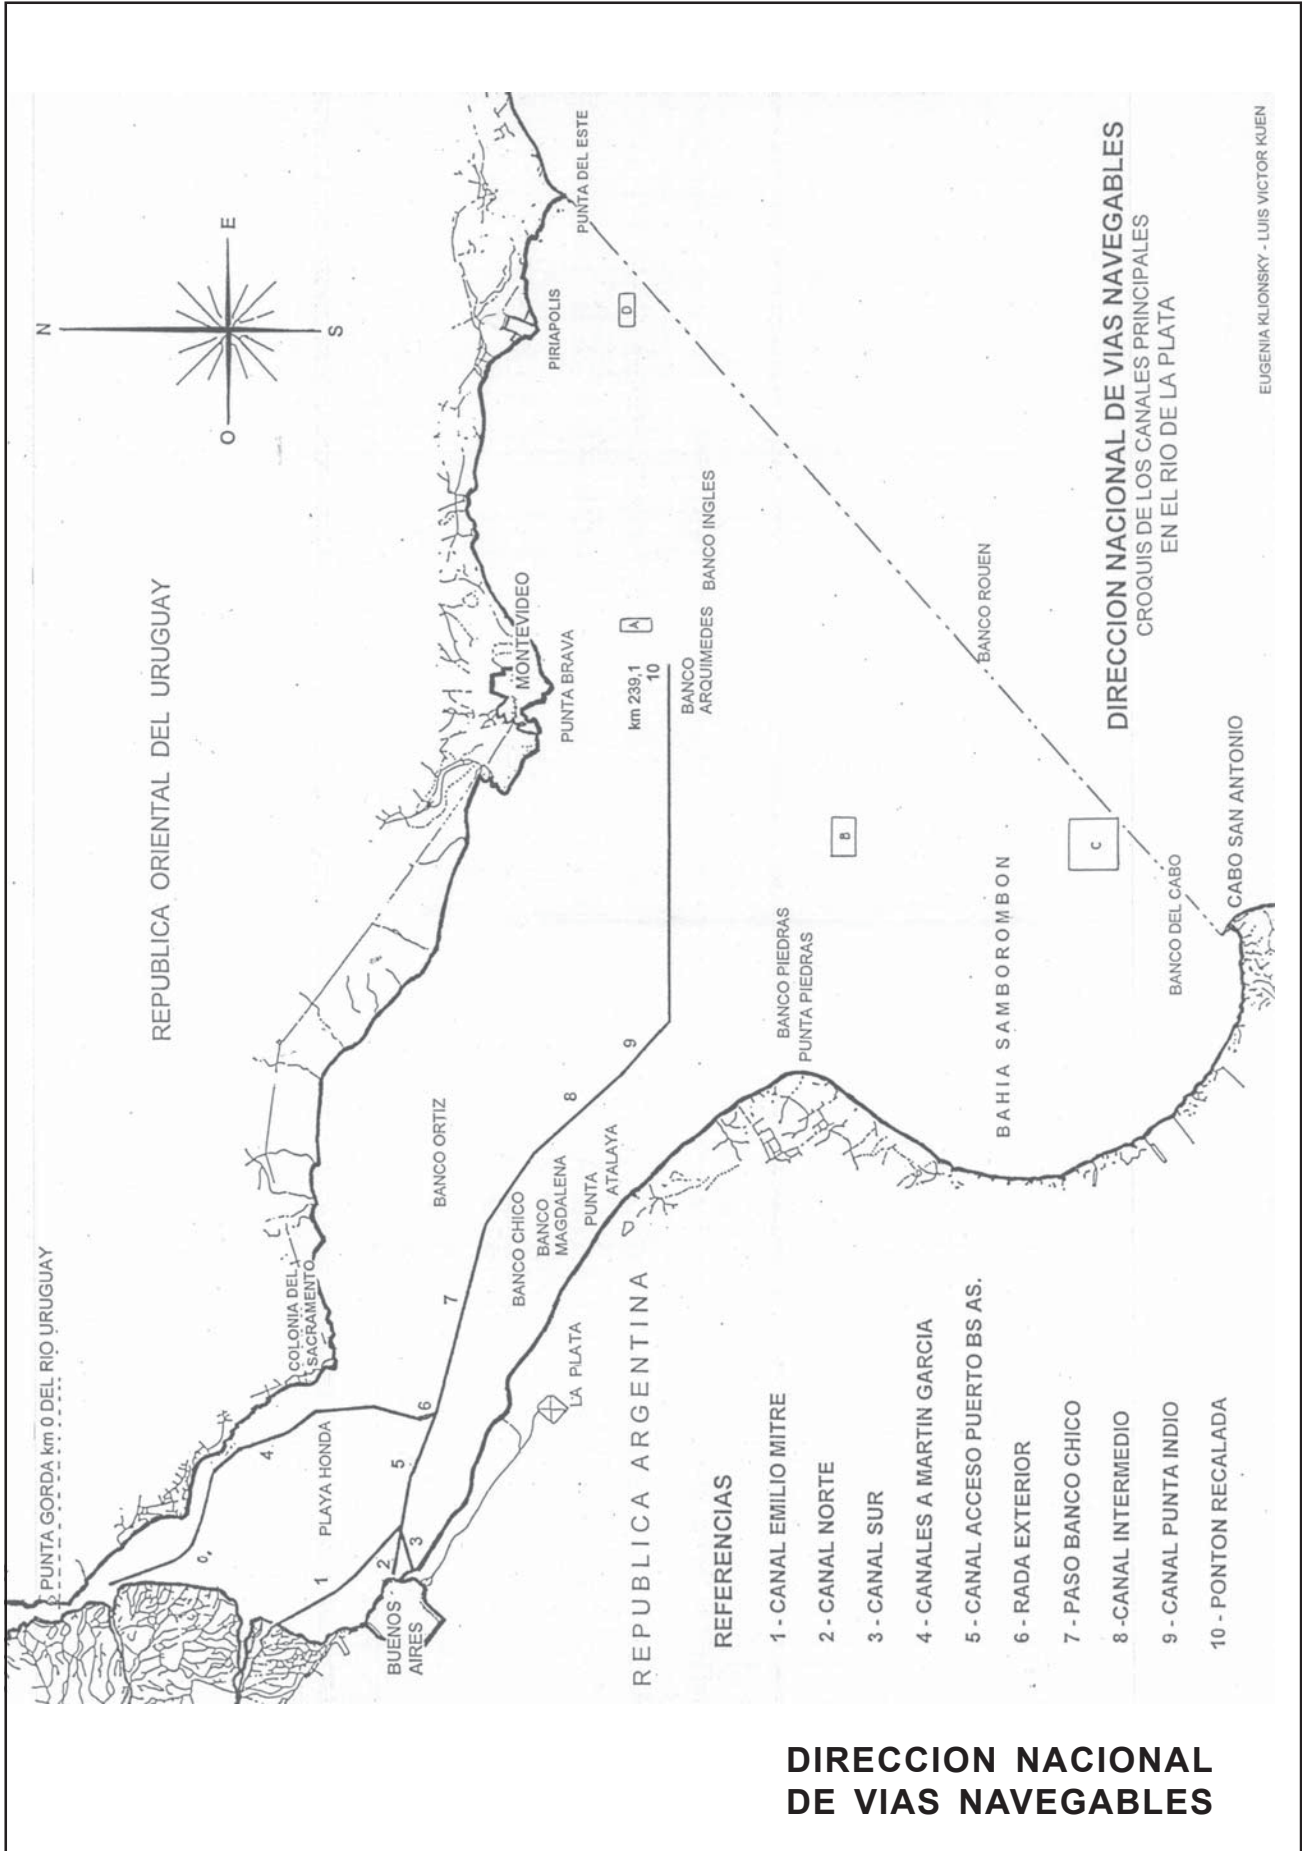 N
S
E
O
REPUBLICA ORIENTAL DEL URUGUAY
PUNTA GORDA km 0 DEL RIO URUGUAY
COLONIA DEL
SACRAMENTO
MONTEVIDEO
PUNTA BRAVA
PIRIAPOLIS
PUNTA DEL ESTE
PLAYA HONDA
BANCO ORTIZ
BANCO CHICO
BANCO
MAGDALENA
PUNTA
ATALAYA
BANCO PIEDRAS
PUNTA PIEDRAS
km 239,1
10
BANCO
ARQUIMEDES
BANCO INGLES
BANCO ROUEN
BAHIA SAMBOROMBON
BANCO DEL CABO
CABO SAN ANTONIO
A
B
C
D
1
2
3
4
5
6
7
8
9
BUENOS
AIRES
LA PLATA
REPUBLICA ARGENTINA
REFERENCIAS
1 - CANAL EMILIO MITRE
2 - CANAL NORTE
3 - CANAL SUR
4 - CANALES A MARTIN GARCIA
5 - CANAL ACCESO PUERTO BS AS.
6 - RADA EXTERIOR
7 - PASO BANCO CHICO
8 -CANAL INTERMEDIO
9 - CANAL PUNTA INDIO
10 - PONTON RECALADA
DIRECCION NACIONAL DE VIAS NAVEGABLES
CROQUIS DE LOS CANALES PRINCIPALES
EN EL RIO DE LA PLATA
EUGENIA KLIONSKY - LUIS VICTOR KUEN
DIRECCION NACIONAL
DE VIAS NAVEGABLES